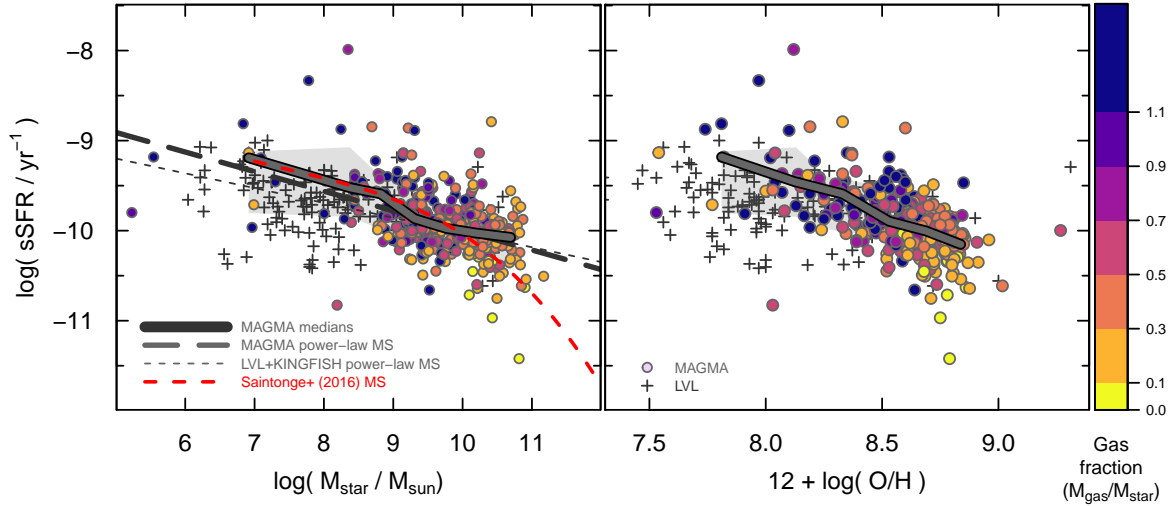 log( sSFR / yr⁻¹ )
−8
−9
−10
−11
MAGMA medians
MAGMA power−law MS
LVL+KINGFISH power−law MS
Saintonge+ (2016) MS
6 7 8 9 10 11
log( Mstar / Msun)
MAGMA
LVL
7.5 8.0 8.5 9.0
12 + log( O/H )
1.1
0.9
0.7
0.5
0.3
0.1
0.0
Gas
fraction
(Mgas/Mstar)